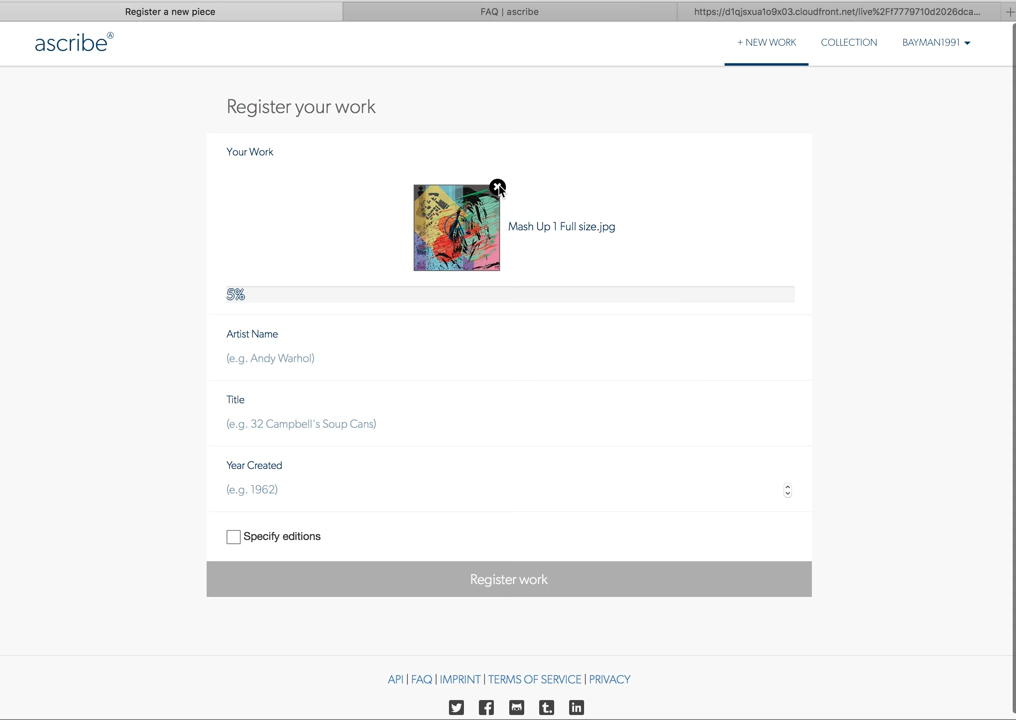 Register a new piece
FAQ | ascribe
https://d1qjsxua1o9x03.cloudfront.net/live%2Ff7779710d2026dca...
ascribe
+ NEW WORK
COLLECTION
BAYMAN1991
Register your work
Your Work
Mash Up 1 Full size.jpg
5%
Artist Name
(e.g. Andy Warhol)
Title
(e.g. 32 Campbell's Soup Cans)
Year Created
(e.g. 1962)
Specify editions
Register work
API | FAQ | IMPRINT | TERMS OF SERVICE | PRIVACY